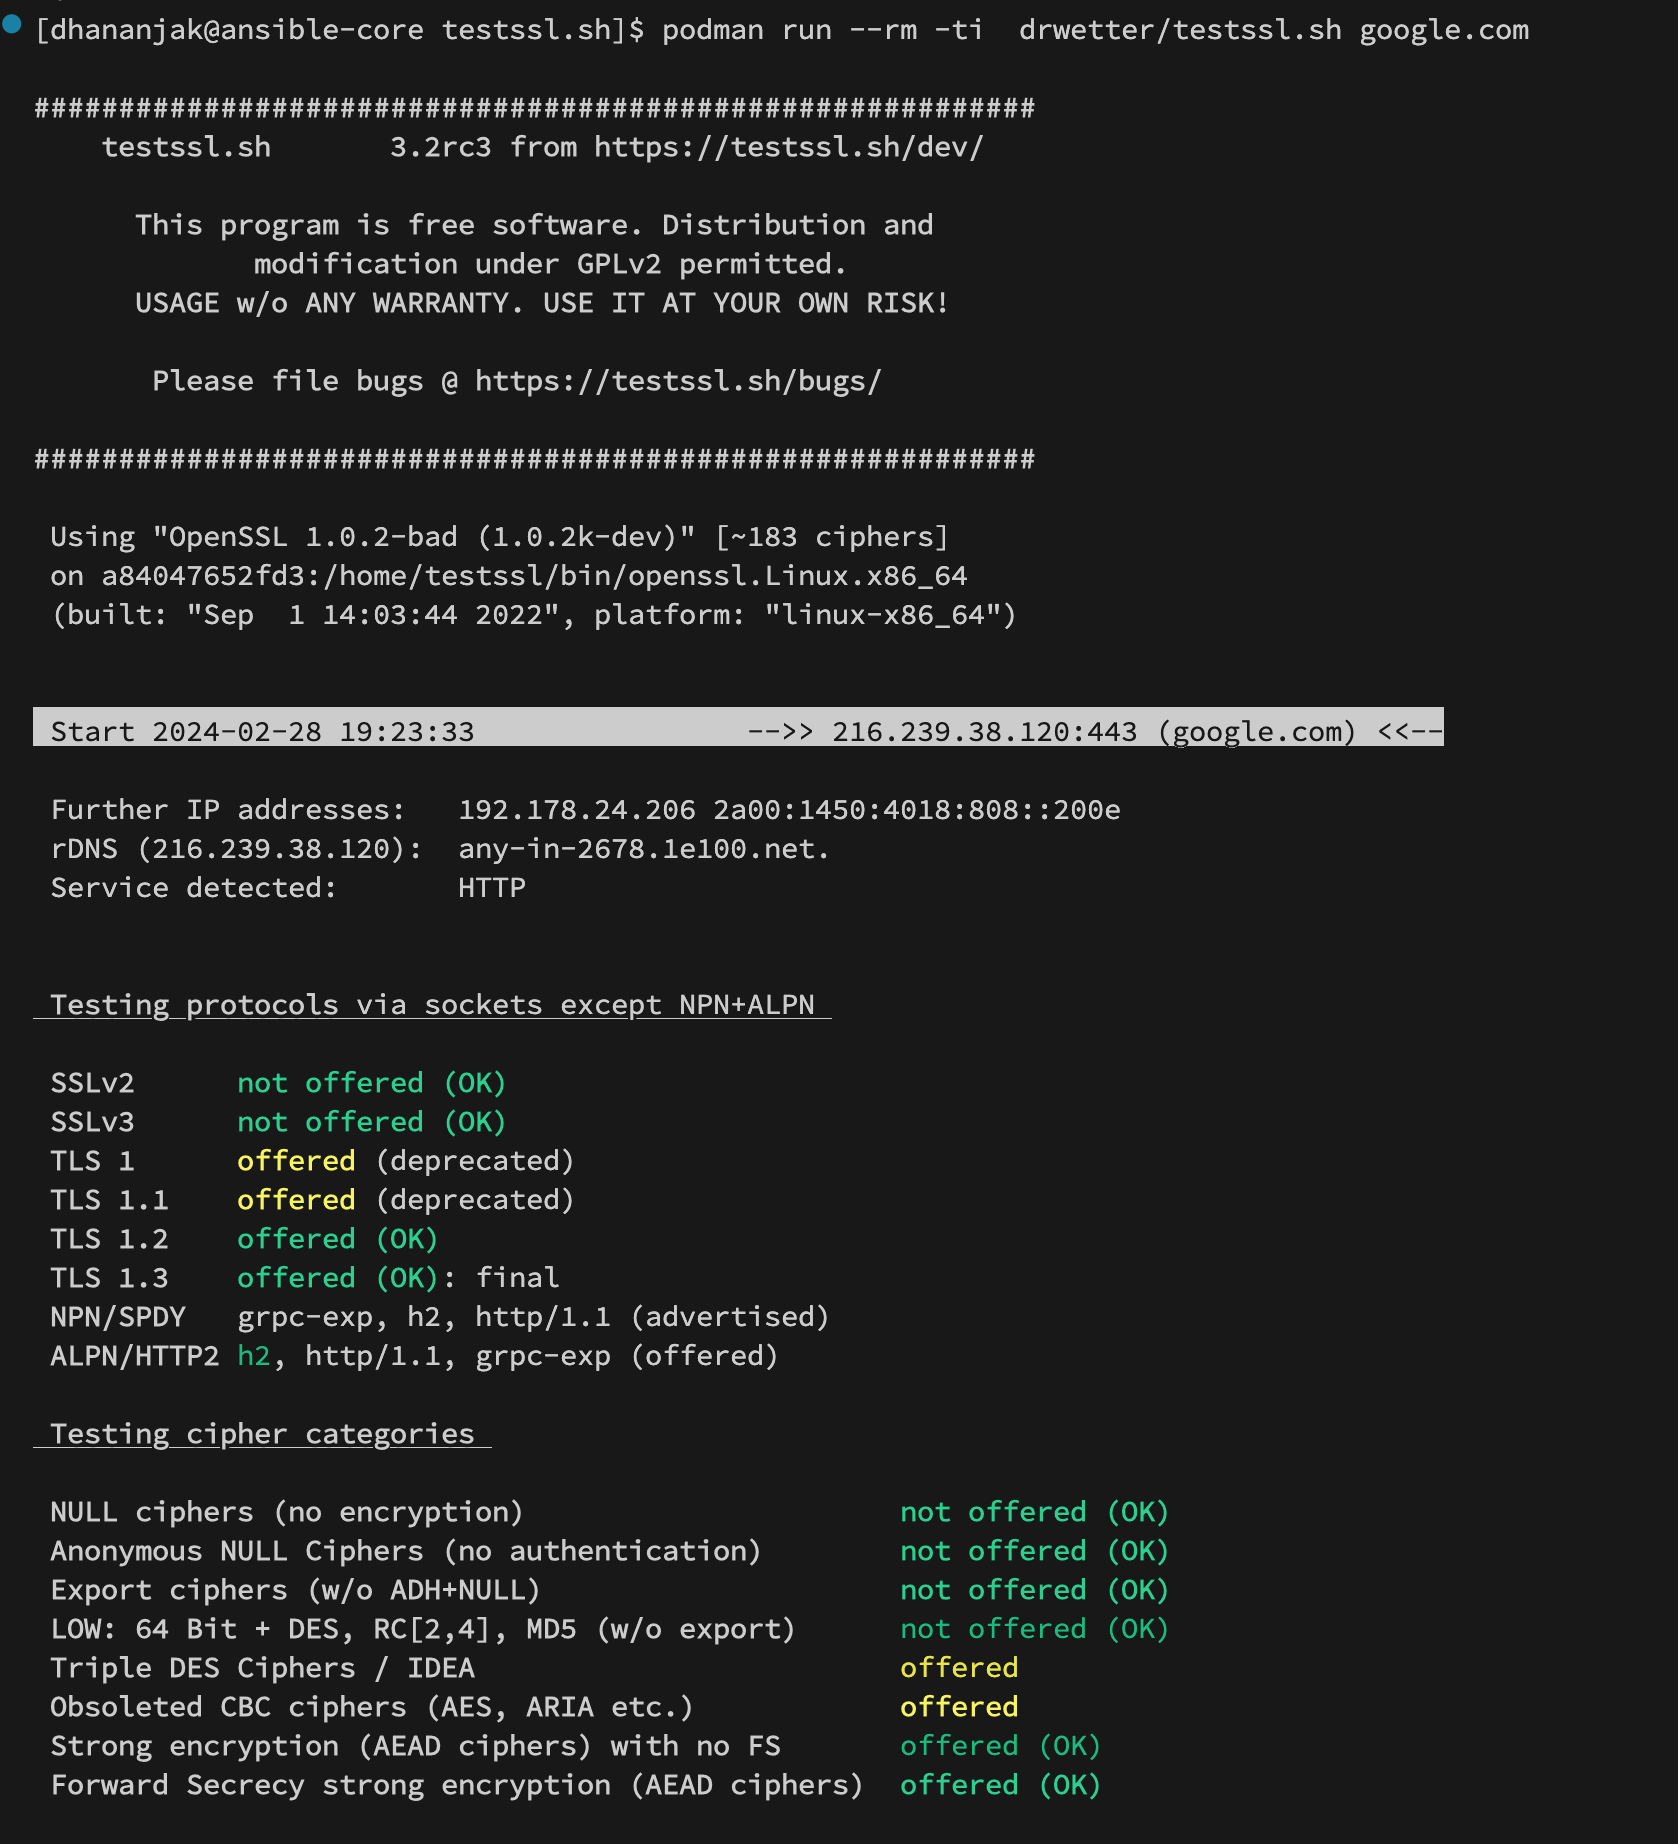 [dhananjak@ansible-core testssl.sh]$ podman run --rm -ti  drwetter/testssl.sh google.com
###########################################################
testssl.sh       3.2rc3 from https://testssl.sh/dev/
This program is free software. Distribution and
modification under GPLv2 permitted.
USAGE w/o ANY WARRANTY. USE IT AT YOUR OWN RISK!
Please file bugs @ https://testssl.sh/bugs/
###########################################################
Using "OpenSSL 1.0.2-bad (1.0.2k-dev)" [~183 ciphers]
on a84047652fd3:/home/testssl/bin/openssl.Linux.x86_64
(built: "Sep  1 14:03:44 2022", platform: "linux-x86_64")
Start 2024-02-28 19:23:33                -->> 216.239.38.120:443 (google.com) <<--
Further IP addresses:   192.178.24.206 2a00:1450:4018:808::200e
rDNS (216.239.38.120):  any-in-2678.1e100.net.
Service detected:       HTTP
Testing protocols via sockets except NPN+ALPN
SSLv2      not offered (OK)
SSLv3      not offered (OK)
TLS 1      offered (deprecated)
TLS 1.1    offered (deprecated)
TLS 1.2    offered (OK)
TLS 1.3    offered (OK): final
NPN/SPDY   grpc-exp, h2, http/1.1 (advertised)
ALPN/HTTP2 h2, http/1.1, grpc-exp (offered)
Testing cipher categories
NULL ciphers (no encryption)                      not offered (OK)
Anonymous NULL Ciphers (no authentication)        not offered (OK)
Export ciphers (w/o ADH+NULL)                     not offered (OK)
LOW: 64 Bit + DES, RC[2,4], MD5 (w/o export)      not offered (OK)
Triple DES Ciphers / IDEA                         offered
Obsoleted CBC ciphers (AES, ARIA etc.)            offered
Strong encryption (AEAD ciphers) with no FS       offered (OK)
Forward Secrecy strong encryption (AEAD ciphers)  offered (OK)